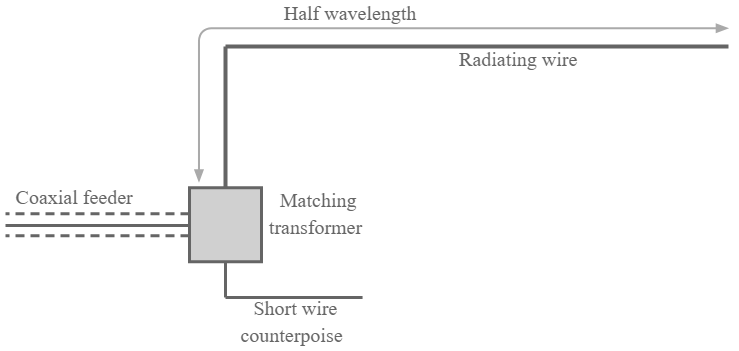 Half wavelength
Radiating wire
Coaxial feeder
Matching
transformer
Short wire
counterpoise